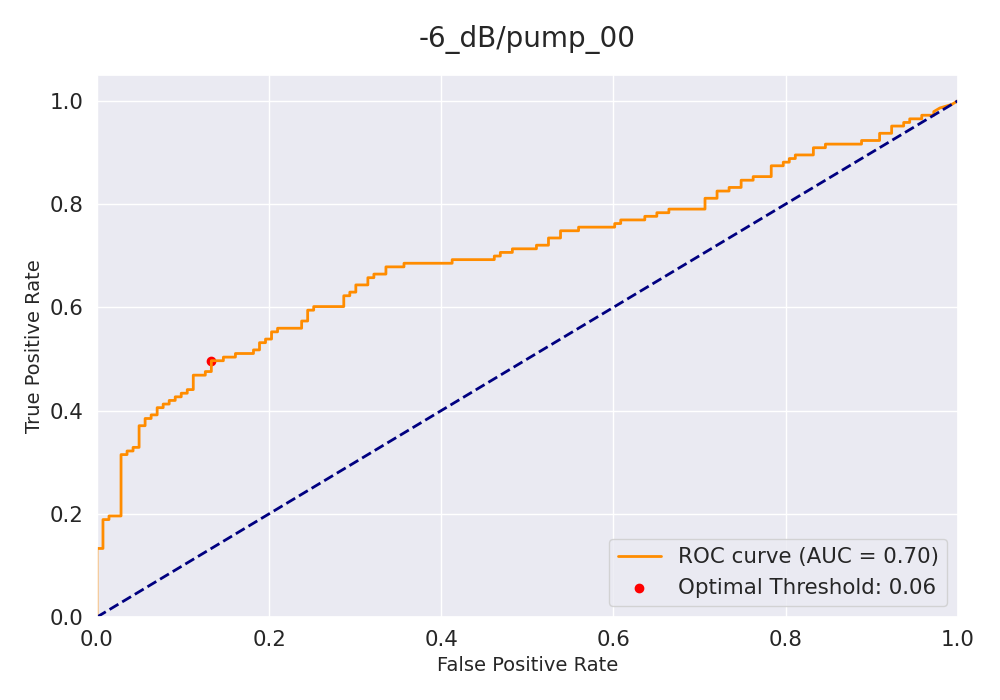 -6_dB/pump_00
True Positive Rate
1.0
0.8
0.6
0.4
0.2
0.0
ROC curve (AUC = 0.70)
Optimal Threshold: 0.06
0.0 0.2 0.4 0.6 0.8 1.0
False Positive Rate